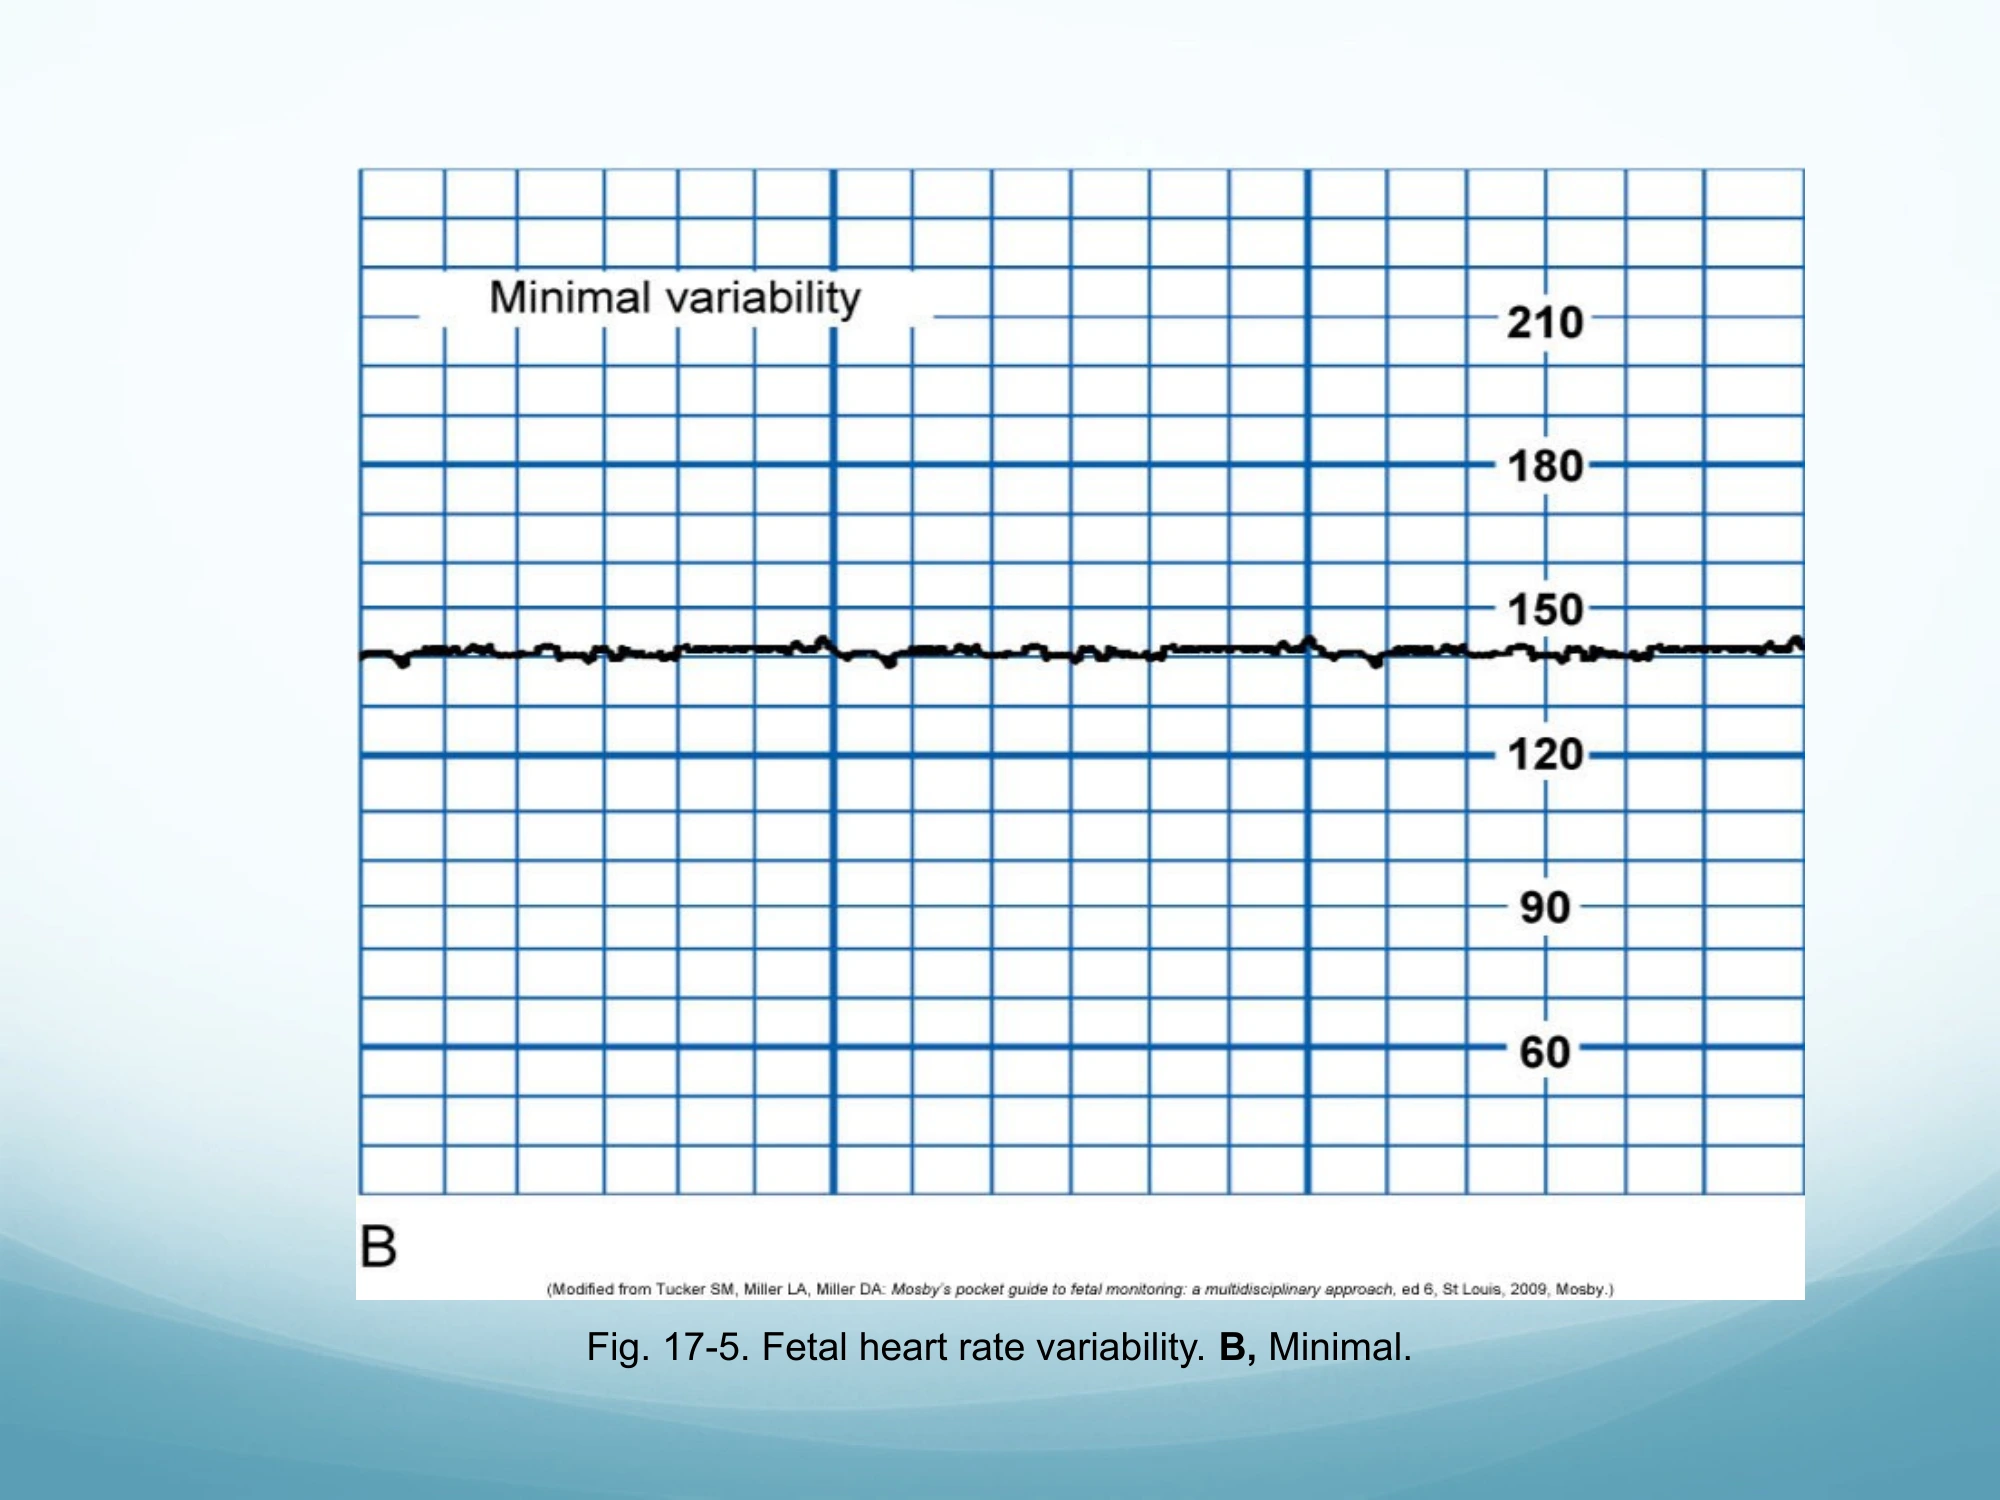 Minimal variability
210
180
150
120
90
60
B
(Modified from Tucker SM, Miller LA, Miller DA: Mosby's pocket guide to fetal monitoring: a multidisciplinary approach, ed 6, St Louis, 2009, Mosby.)
Fig. 17-5. Fetal heart rate variability. B, Minimal.